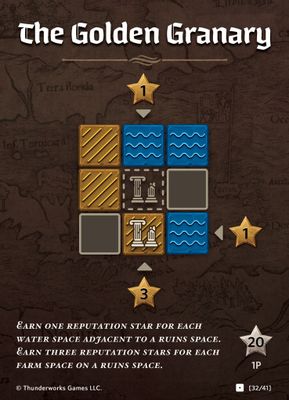 The Golden Granary
1
1
3
Earn one reputation star for each
water space adjacent to a ruins space.
Earn three reputation stars for each
farm space on a ruins space.
20
1P
© Thunderworks Games LLC.
[32/41]